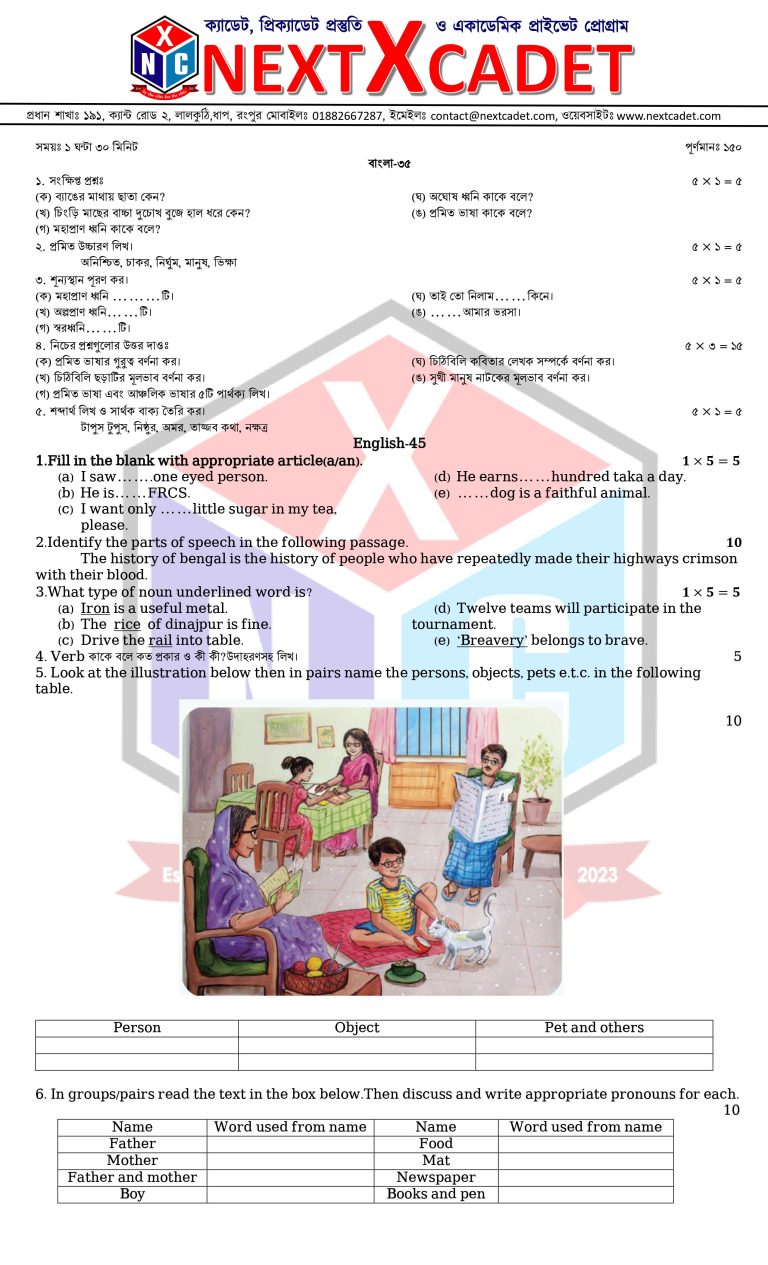 ক্যাডেট, প্রিক্যাডেট প্রস্তুতি ও একাডেমিক প্রাইভেট প্রোগ্রাম
NXC
NEXTXCADET
প্রধান শাখাঃ ১৯১, ক্যান্ট রোড ২, লালকুঠি,ধাপ, রংপুর মোবাইলঃ 01882667287, ইমেইলঃ contact@nextcadet.com, ওয়েবসাইটঃ www.nextcadet.com
সময়ঃ ১ ঘন্টা ৩০ মিনিট পূর্ণমানঃ ১৫০
বাংলা-৩৫
১. সংক্ষিপ্ত প্রশ্নঃ ৫ × ১ = ৫
(ক) ব্যাঙের মাথায় ছাতা কেন? (ঘ) অঘোষ ধ্বনি কাকে বলে?
(খ) চিংড়ি মাছের বাচ্চা দুচোখ বুজে হাল ধরে কেন? (ঙ) প্রমিত ভাষা কাকে বলে?
(গ) মহাপ্রাণ ধ্বনি কাকে বলে?
২. প্রমিত উচ্চারণ লিখ। ৫ × ১ = ৫
অনিশ্চিত, চাকর, নির্ঘুম, মানুষ, ভিক্ষা
৩. শূন্যস্থান পূরণ কর। ৫ × ১ = ৫
(ক) মহাপ্রাণ ধ্বনি ………টি। (ঘ) তাই তো নিলাম……কিনে।
(খ) অল্পপ্রাণ ধ্বনি……টি। (ঙ) ……আমার ভরসা।
(গ) স্বরধ্বনি……টি।
৪. নিচের প্রশ্নগুলোর উত্তর দাওঃ ৫ × ৩ = ১৫
(ক) প্রমিত ভাষার গুরুত্ব বর্ণনা কর। (ঘ) চিঠিবিলি কবিতার লেখক সম্পর্কে বর্ণনা কর।
(খ) চিঠিবিলি ছড়াটির মূলভাব বর্ণনা কর। (ঙ) সুখী মানুষ নাটকের মূলভাব বর্ণনা কর।
(গ) প্রমিত ভাষা এবং আঞ্চলিক ভাষার ৫টি পার্থক্য লিখ।
৫. শব্দার্থ লিখ ও সার্থক বাক্য তৈরি কর। ৫ × ১ = ৫
টাপুস টুপুস, নিষ্ঠুর, অমর, তাজ্জব কথা, নক্ষত্র
English-45
1.Fill in the blank with appropriate article(a/an). 1 × 5 = 5
(a) I saw…….one eyed person. (d) He earns……hundred taka a day.
(b) He is……FRCS. (e) ……dog is a faithful animal.
(c) I want only ……little sugar in my tea,
please.
2.Identify the parts of speech in the following passage. 10
The history of bengal is the history of people who have repeatedly made their highways crimson
with their blood.
3.What type of noun underlined word is? 1 × 5 = 5
(a) Iron is a useful metal. (d) Twelve teams will participate in the
(b) The rice of dinajpur is fine. tournament.
(c) Drive the rail into table. (e) ‘Breavery’ belongs to brave.
4. Verb কাকে বলে কত প্রকার ও কী কী?উদাহরণসহ লিখ। 5
5. Look at the illustration below then in pairs name the persons, objects, pets e.t.c. in the following
table.
10
2023
Person Object Pet and others
6. In groups/pairs read the text in the box below.Then discuss and write appropriate pronouns for each.
10
Name Word used from name Name Word used from name
Father Food
Mother Mat
Father and mother Newspaper
Boy Books and pen